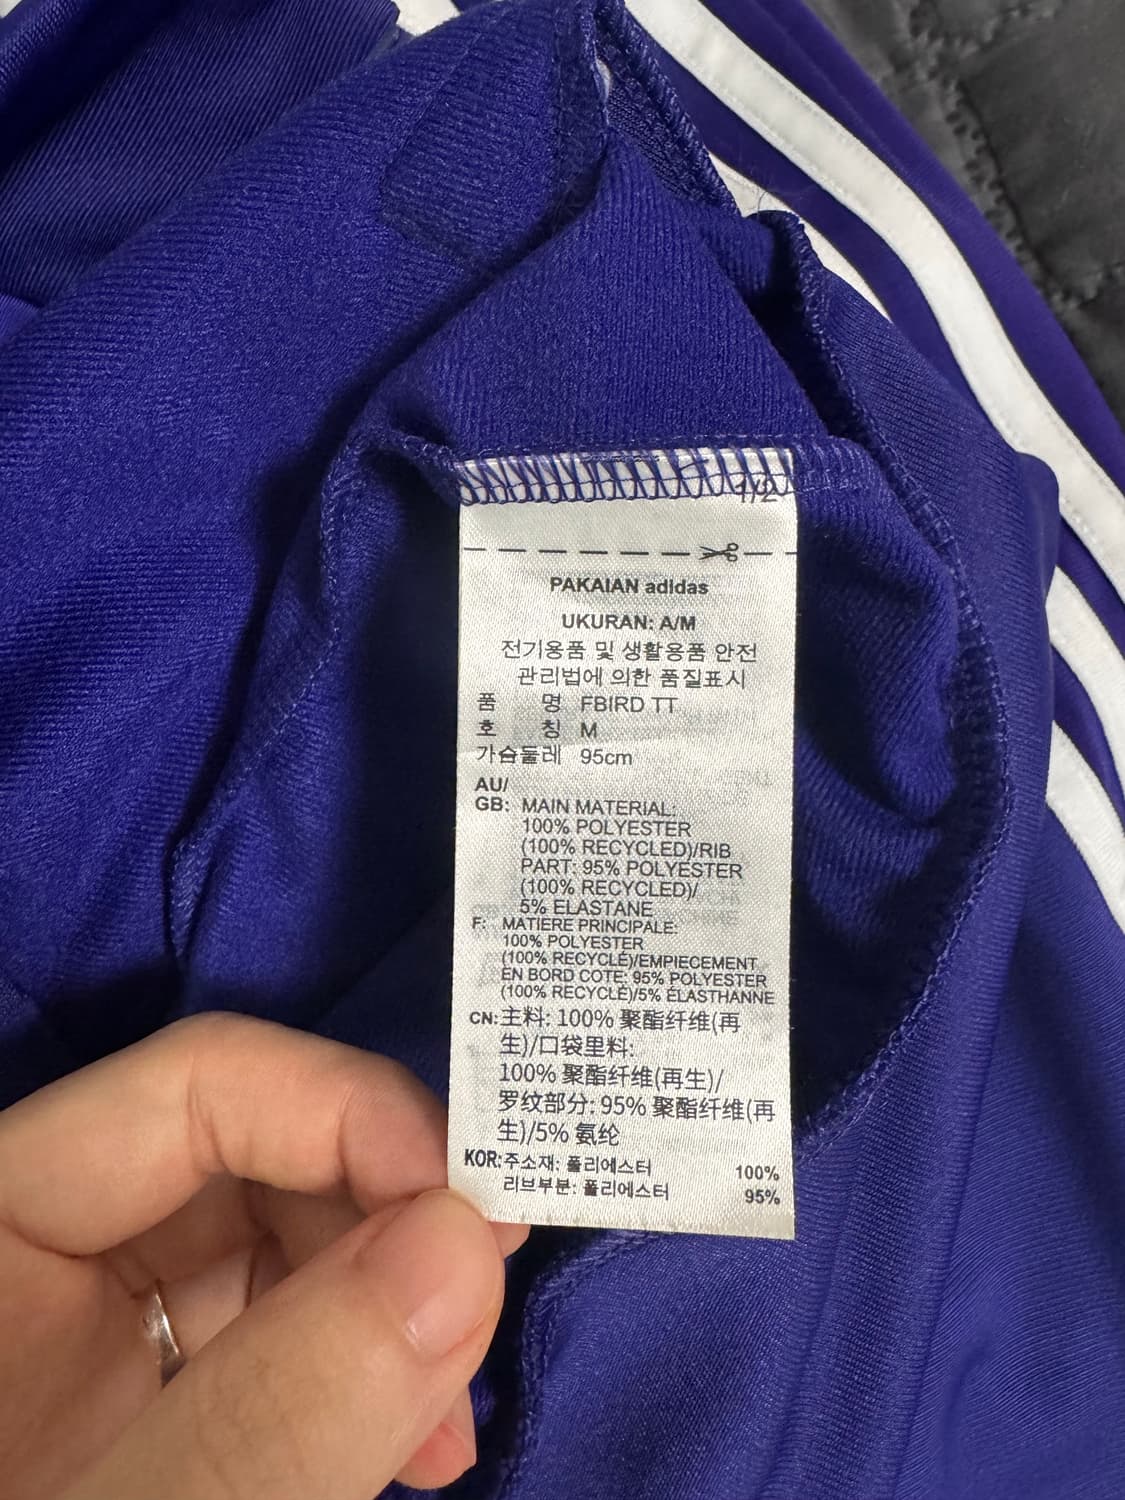 1/2
PAKAIAN adidas
UKURAN: A/M
전기용품 및 생활용품 안전
관리법에 의한 품질표시
품 명 FBIRD TT
호 칭 M
가슴둘레 95cm
AU/
GB: MAIN MATERIAL:
100% POLYESTER
(100% RECYCLED)/RIB
PART: 95% POLYESTER
(100% RECYCLED)/
5% ELASTANE
F: MATIERE PRINCIPALE:
100% POLYESTER
(100% RECYCLÉ)/EMPIECEMENT
EN BORD COTE: 95% POLYESTER
(100% RECYCLÉ)/5% ÉLASTHANNE
CN: 主料: 100% 聚酯纤维(再
生)/口袋里料:
100% 聚酯纤维(再生)/
罗纹部分: 95% 聚酯纤维(再
生)/5% 氨纶
KOR: 주소재: 폴리에스터 100%
리브부분: 폴리에스터 95%